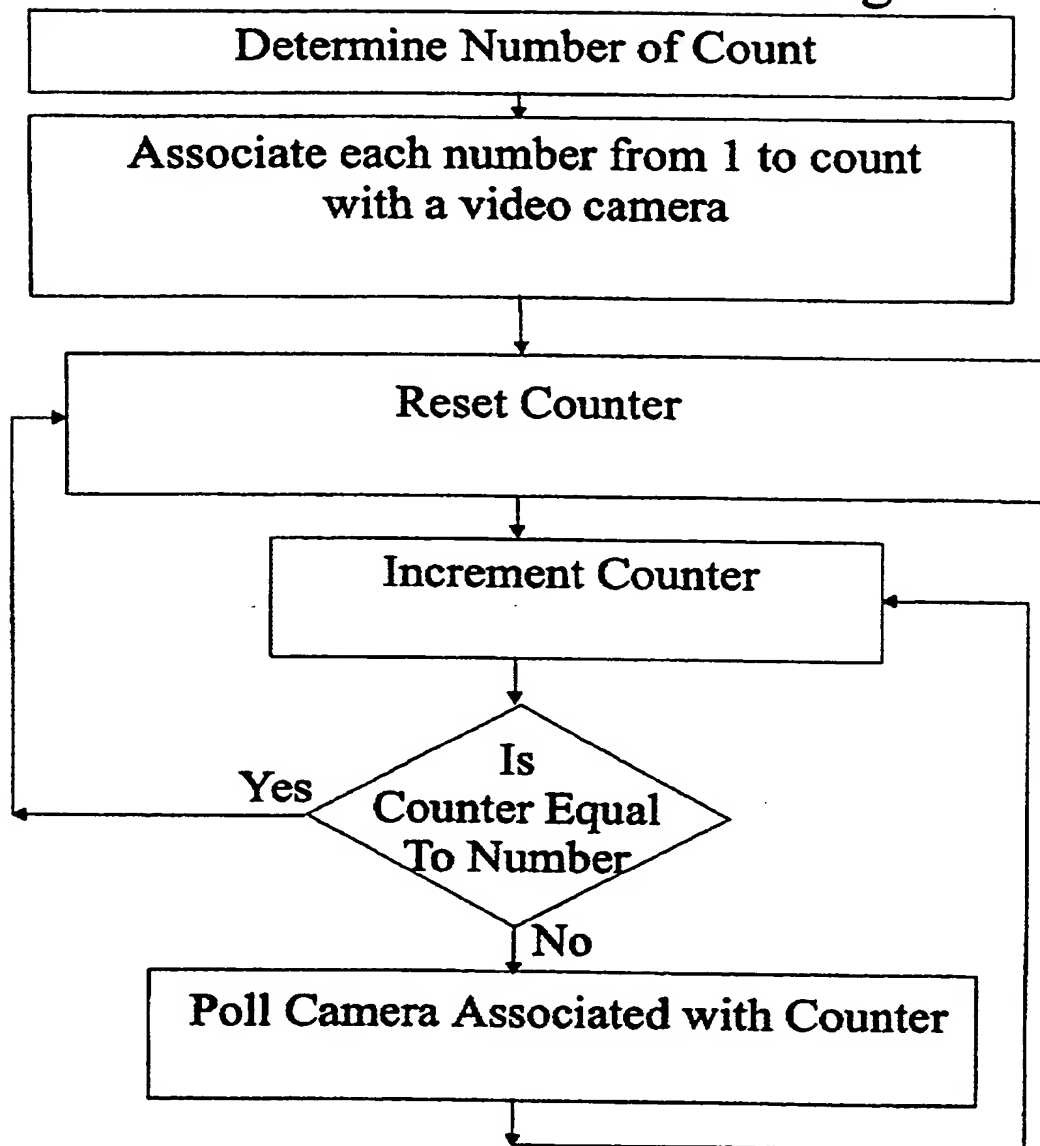 Determine Number of Count
Associate each number from 1 to count
with a video camera
Reset Counter
Increment Counter
Is
Counter Equal
To Number
Yes
No
Poll Camera Associated with Counter